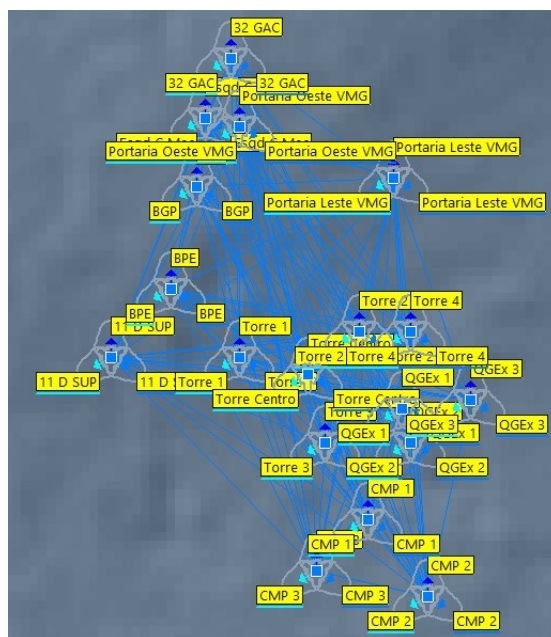 32 GAC
32 GAC
32 GAC
Portaria Oeste VMG
Portaria Oeste VMG
Portaria Oeste VMG
Portaria Leste VMG
Portaria Leste VMG
Portaria Leste VMG
BGP
BGP
BPE
BPE
BPE
11 D SUP
11 D SUP
Torre 1
Torre 1
Torre 2
Torre 4
Torre 2
Torre 4
Torre 4
Torre Centro
QGEx 1
QGEx 3
QGEx 1
QGEx 3
QGEx 3
Torre 3
QGEx 2
QGEx 2
CMP 1
CMP 1
CMP 1
CMP 3
CMP 3
CMP 2
CMP 2
CMP 2